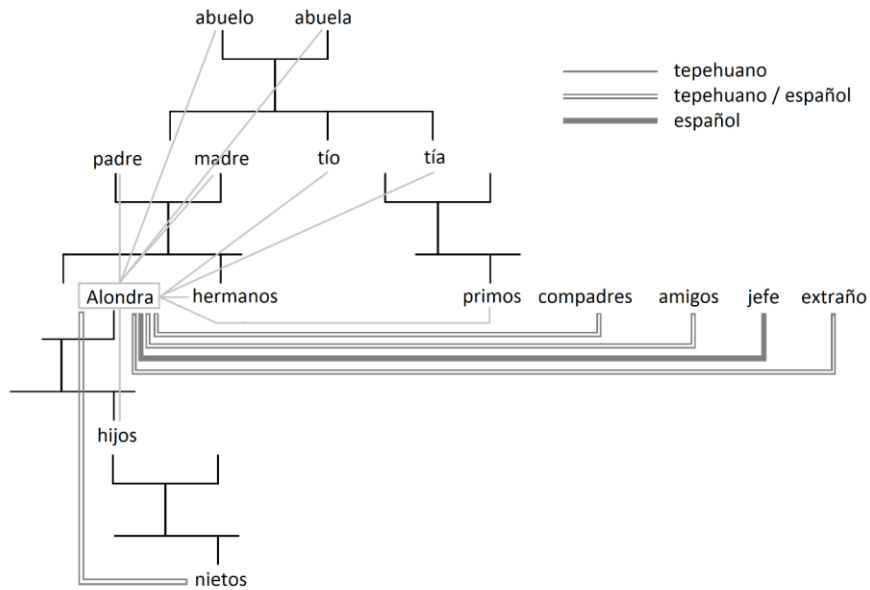 abuelo abuela
tepehuano
tepehuano / español
español
padre madre tío tía
Alondra hermanos primos compadres amigos jefe extraño
hijos
nietos